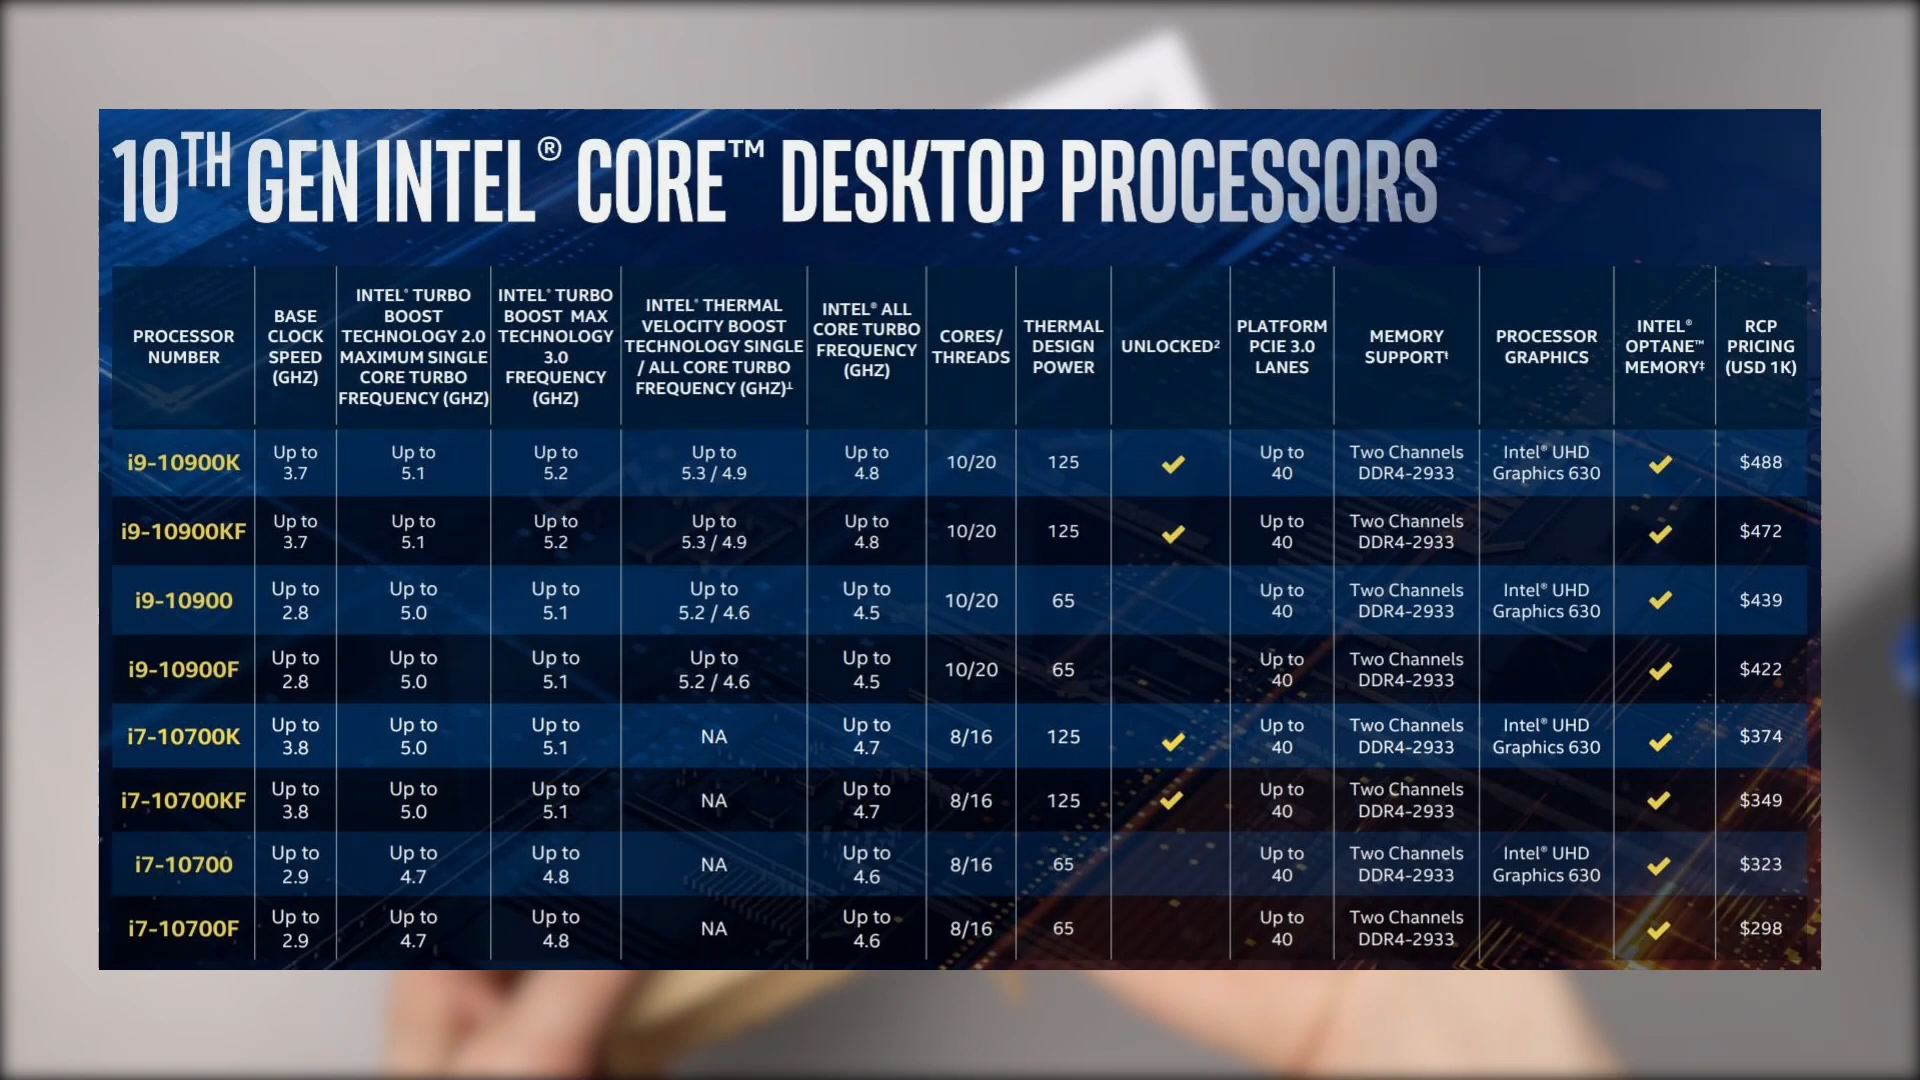 10TH GEN INTEL® CORE™ DESKTOP PROCESSORS
PROCESSOR NUMBER
BASE CLOCK SPEED (GHZ)
INTEL® TURBO BOOST TECHNOLOGY 2.0 MAXIMUM SINGLE CORE TURBO FREQUENCY (GHZ)
INTEL® TURBO BOOST MAX TECHNOLOGY 3.0 FREQUENCY (GHZ)
INTEL® THERMAL VELOCITY BOOST TECHNOLOGY SINGLE / ALL CORE TURBO FREQUENCY (GHZ)⊥
INTEL® ALL CORE TURBO FREQUENCY (GHZ)
CORES/ THREADS
THERMAL DESIGN POWER
UNLOCKED²
PLATFORM PCIE 3.0 LANES
MEMORY SUPPORTⱡ
PROCESSOR GRAPHICS
INTEL® OPTANE™ MEMORY‡
RCP PRICING (USD 1K)
i9-10900K Up to 3.7 Up to 5.1 Up to 5.2 Up to 5.3 / 4.9 Up to 4.8 10/20 125 ✓ Up to 40 Two Channels DDR4-2933 Intel® UHD Graphics 630 ✓ $488
i9-10900KF Up to 3.7 Up to 5.1 Up to 5.2 Up to 5.3 / 4.9 Up to 4.8 10/20 125 ✓ Up to 40 Two Channels DDR4-2933 ✓ $472
i9-10900 Up to 2.8 Up to 5.0 Up to 5.1 Up to 5.2 / 4.6 Up to 4.5 10/20 65 Up to 40 Two Channels DDR4-2933 Intel® UHD Graphics 630 ✓ $439
i9-10900F Up to 2.8 Up to 5.0 Up to 5.1 Up to 5.2 / 4.6 Up to 4.5 10/20 65 Up to 40 Two Channels DDR4-2933 ✓ $422
i7-10700K Up to 3.8 Up to 5.0 Up to 5.1 NA Up to 4.7 8/16 125 ✓ Up to 40 Two Channels DDR4-2933 Intel® UHD Graphics 630 ✓ $374
i7-10700KF Up to 3.8 Up to 5.0 Up to 5.1 NA Up to 4.7 8/16 125 ✓ Up to 40 Two Channels DDR4-2933 ✓ $349
i7-10700 Up to 2.9 Up to 4.7 Up to 4.8 NA Up to 4.6 8/16 65 Up to 40 Two Channels DDR4-2933 Intel® UHD Graphics 630 ✓ $323
i7-10700F Up to 2.9 Up to 4.7 Up to 4.8 NA Up to 4.6 8/16 65 Up to 40 Two Channels DDR4-2933 ✓ $298